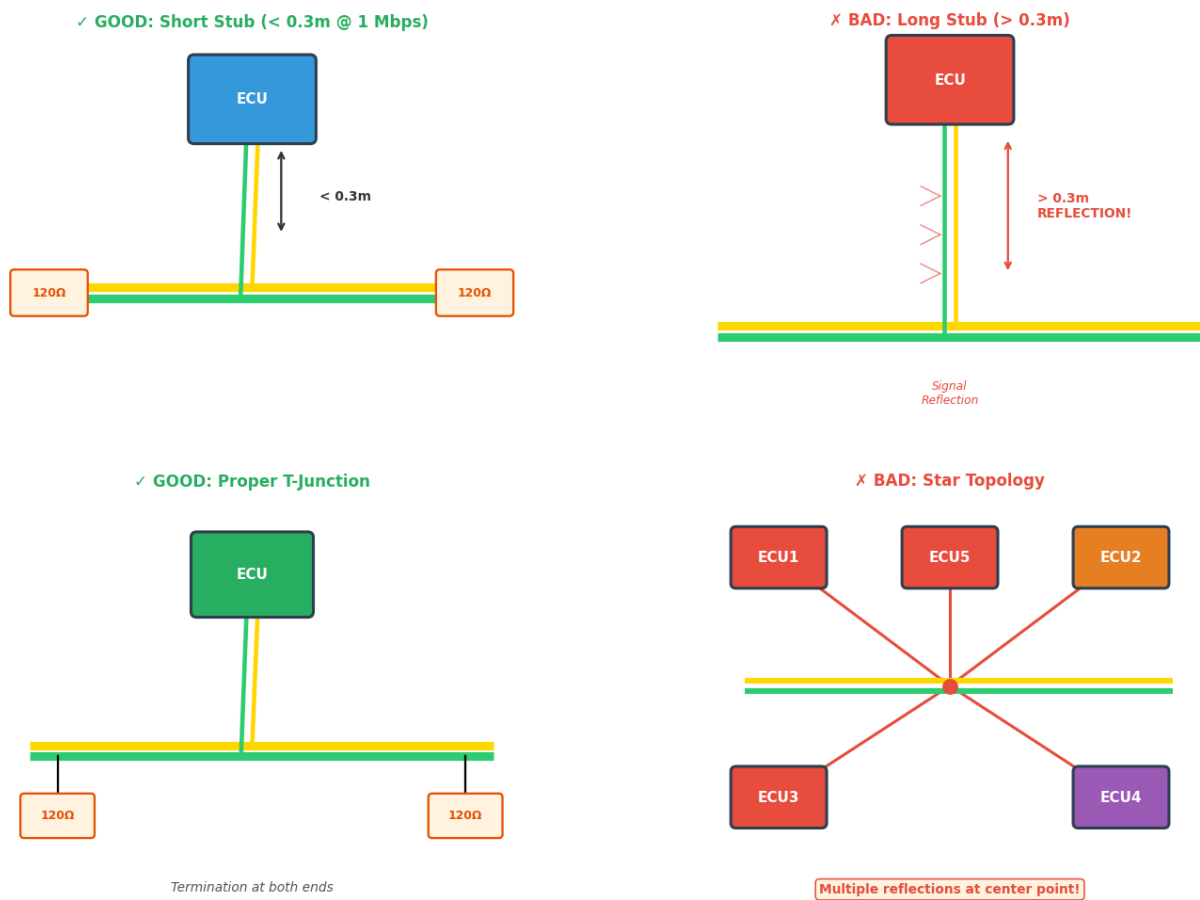 ✓ GOOD: Short Stub (< 0.3m @ 1 Mbps)
ECU
< 0.3m
120Ω
120Ω
✗ BAD: Long Stub (> 0.3m)
ECU
> 0.3m
REFLECTION!
Signal
Reflection
✓ GOOD: Proper T-Junction
ECU
120Ω
120Ω
Termination at both ends
✗ BAD: Star Topology
ECU1
ECU5
ECU2
ECU3
ECU4
Multiple reflections at center point!